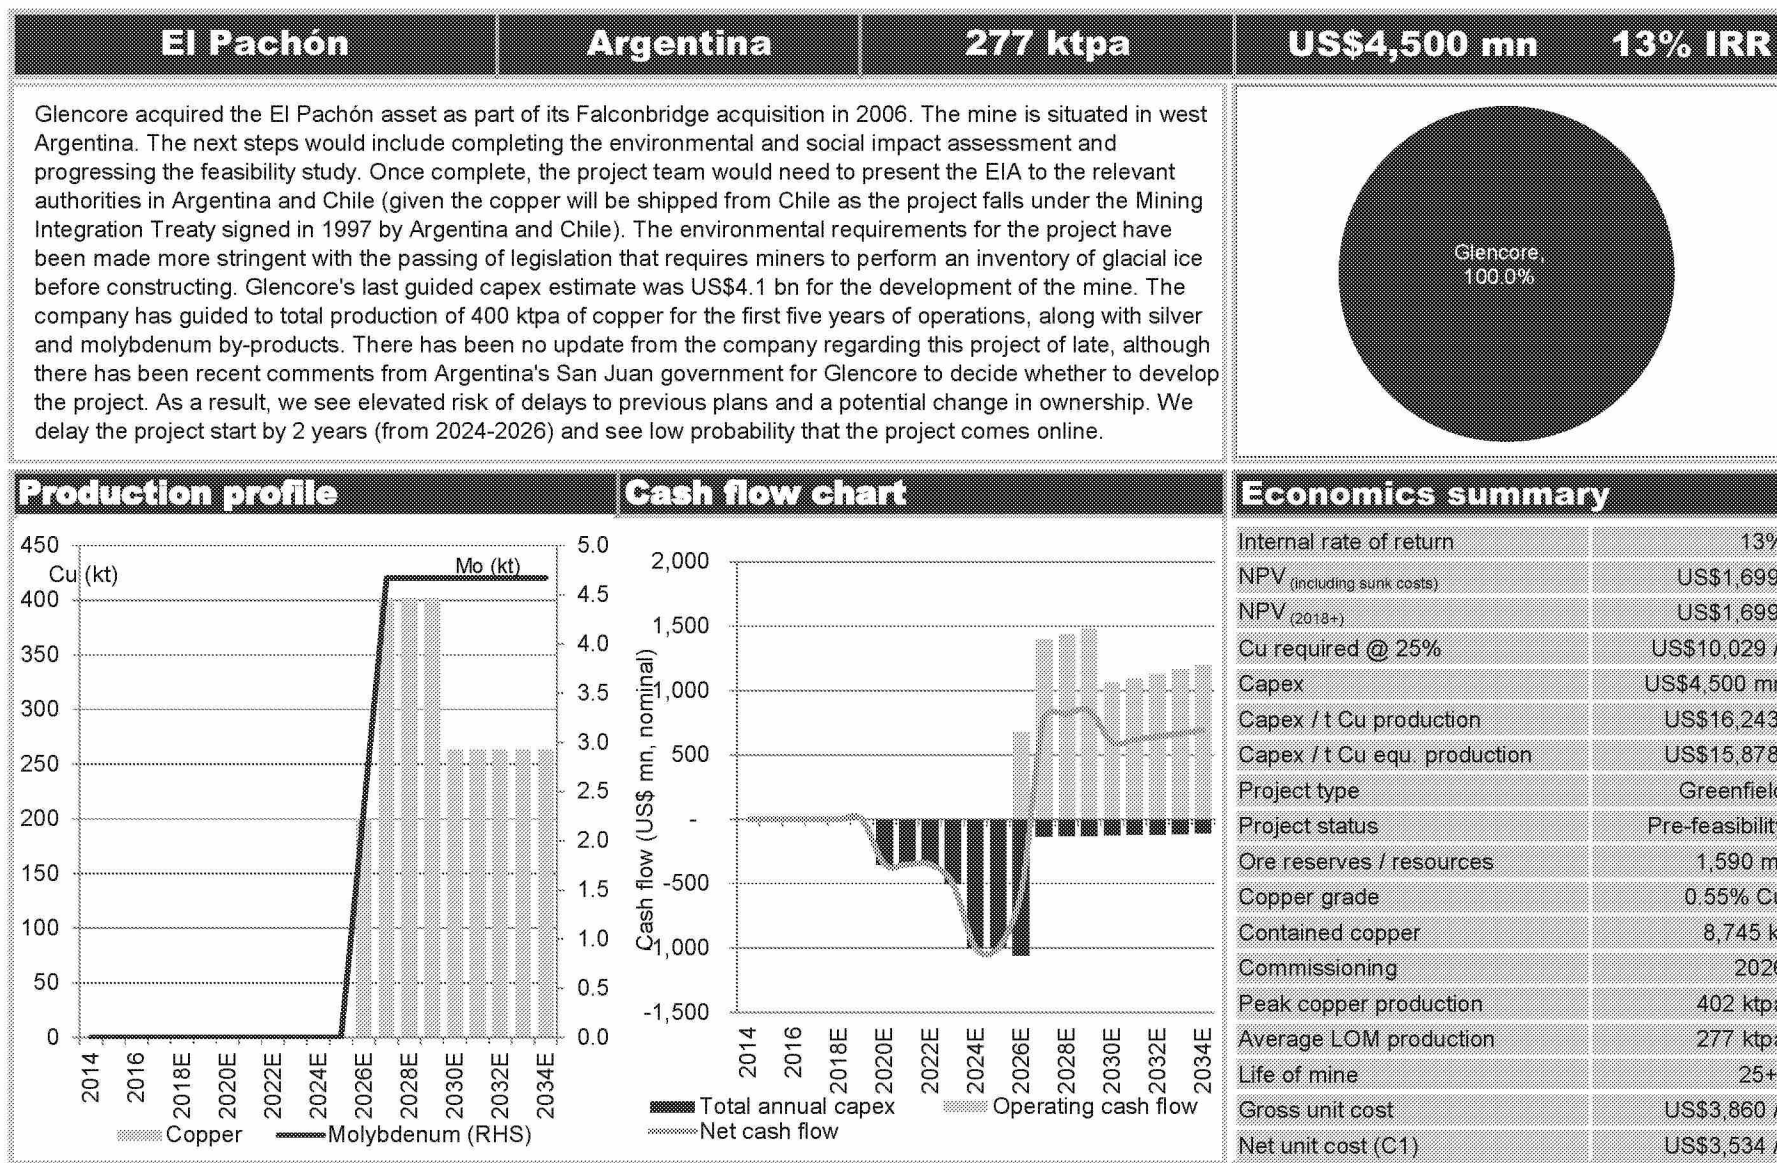 El Pachón Argentina 277 ktpa US$4,500 mn 13% IRR
Glencore acquired the El Pachón asset as part of its Falconbridge acquisition in 2006. The mine is situated in west
Argentina. The next steps would include completing the environmental and social impact assessment and
progressing the feasibility study. Once complete, the project team would need to present the EIA to the relevant
authorities in Argentina and Chile (given the copper will be shipped from Chile as the project falls under the Mining
Integration Treaty signed in 1997 by Argentina and Chile). The environmental requirements for the project have
been made more stringent with the passing of legislation that requires miners to perform an inventory of glacial ice
before constructing. Glencore's last guided capex estimate was US$4.1 bn for the development of the mine. The
company has guided to total production of 400 ktpa of copper for the first five years of operations, along with silver
and molybdenum by-products. There has been no update from the company regarding this project of late, although
there has been recent comments from Argentina's San Juan government for Glencore to decide whether to develop
the project. As a result, we see elevated risk of delays to previous plans and a potential change in ownership. We
delay the project start by 2 years (from 2024-2026) and see low probability that the project comes online.
Glencore,
100.0%
Production profile
450
400
350
300
250
200
150
100
50
0
Cu (kt)
Mo (kt)
5.0
4.5
4.0
3.5
3.0
2.5
2.0
1.5
1.0
0.5
0.0
2014
2016
2018E
2020E
2022E
2024E
2026E
2028E
2030E
2032E
2034E
Copper
Molybdenum (RHS)
Cash flow chart
Cash flow (US$ mn, nominal)
2,000
1,500
1,000
500
-
-500
-1,000
-1,500
2014
2016
2018E
2020E
2022E
2024E
2026E
2028E
2030E
2032E
2034E
Total annual capex
Operating cash flow
Net cash flow
Economics summary
Internal rate of return 13%
NPV (including sunk costs) US$1,699
NPV (2018+) US$1,699
Cu required @ 25% US$10,029 /
Capex US$4,500 mn
Capex / t Cu production US$16,243
Capex / t Cu equ. production US$15,878
Project type Greenfield
Project status Pre-feasibility
Ore reserves / resources 1,590 m
Copper grade 0.55% Cu
Contained copper 8,745 k
Commissioning 2026
Peak copper production 402 ktpa
Average LOM production 277 ktpa
Life of mine 25+
Gross unit cost US$3,860 /
Net unit cost (C1) US$3,534 /